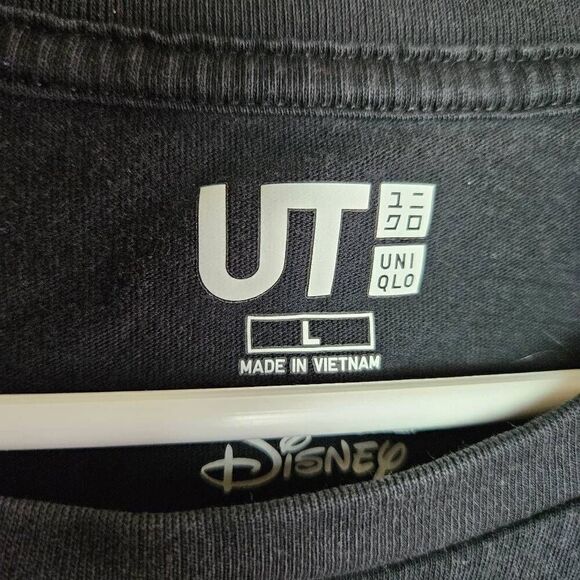 UT
ユニ
クロ
UNI
QLO
L
MADE IN VIETNAM
Disney